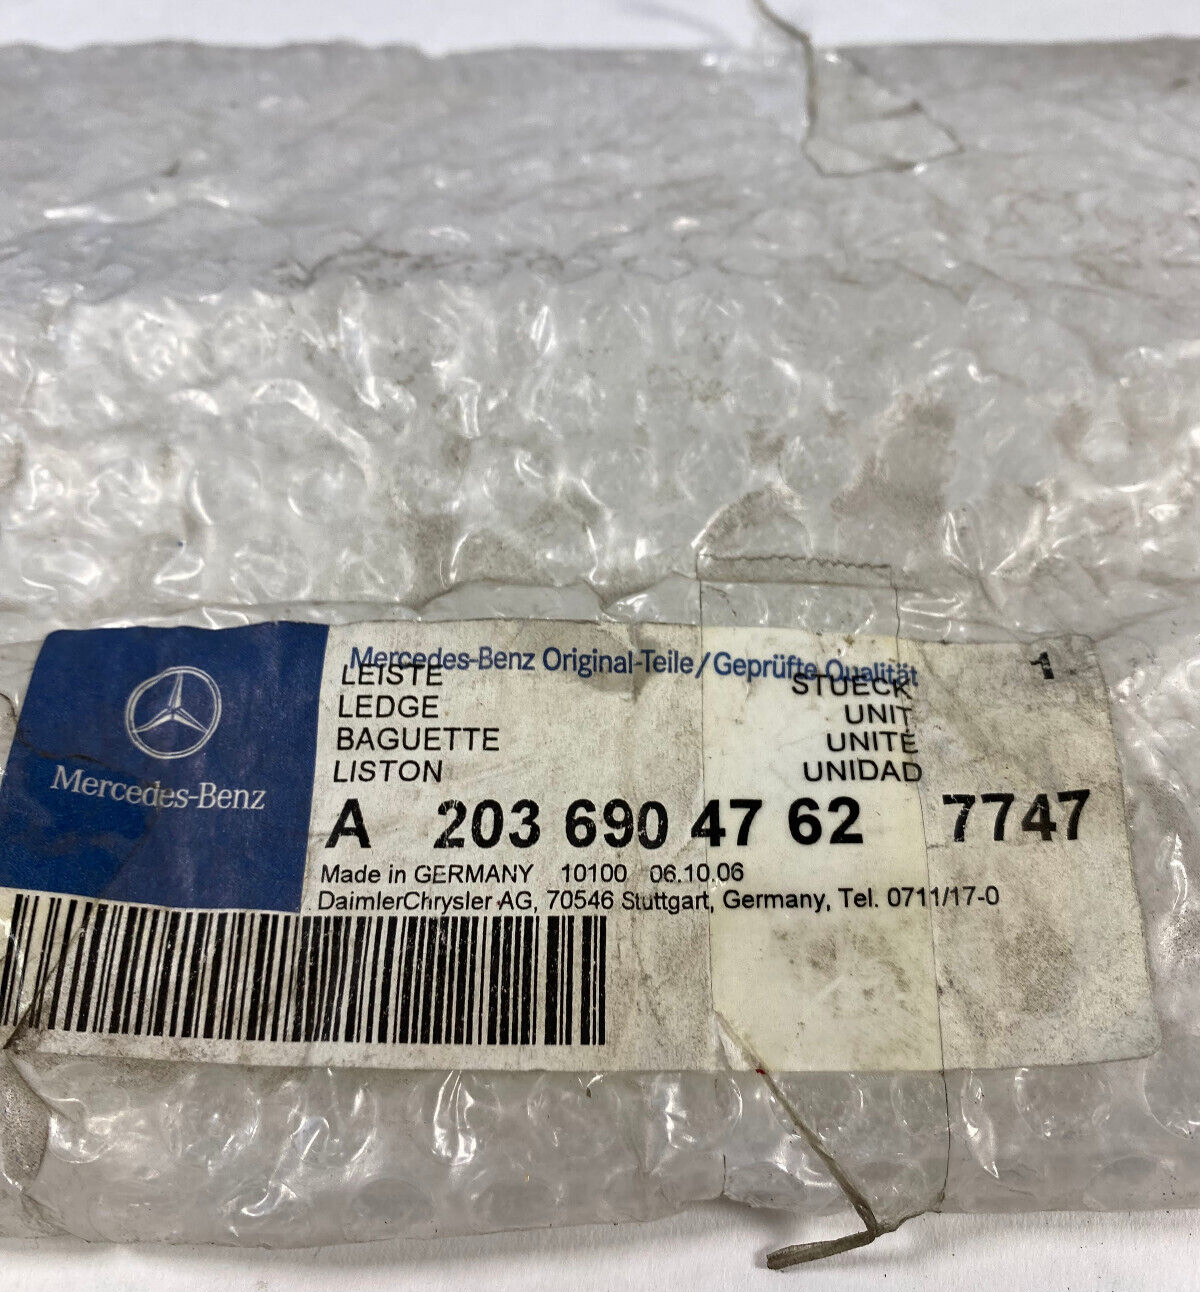 Mercedes-Benz
Mercedes-Benz Original-Teile/Geprüfte Qualität
LEISTE STUECK 1
LEDGE UNIT
BAGUETTE UNITE
LISTON UNIDAD
A 203 690 47 62 7747
Made in GERMANY 10100 06.10.06
DaimlerChrysler AG, 70546 Stuttgart, Germany, Tel. 0711/17-0